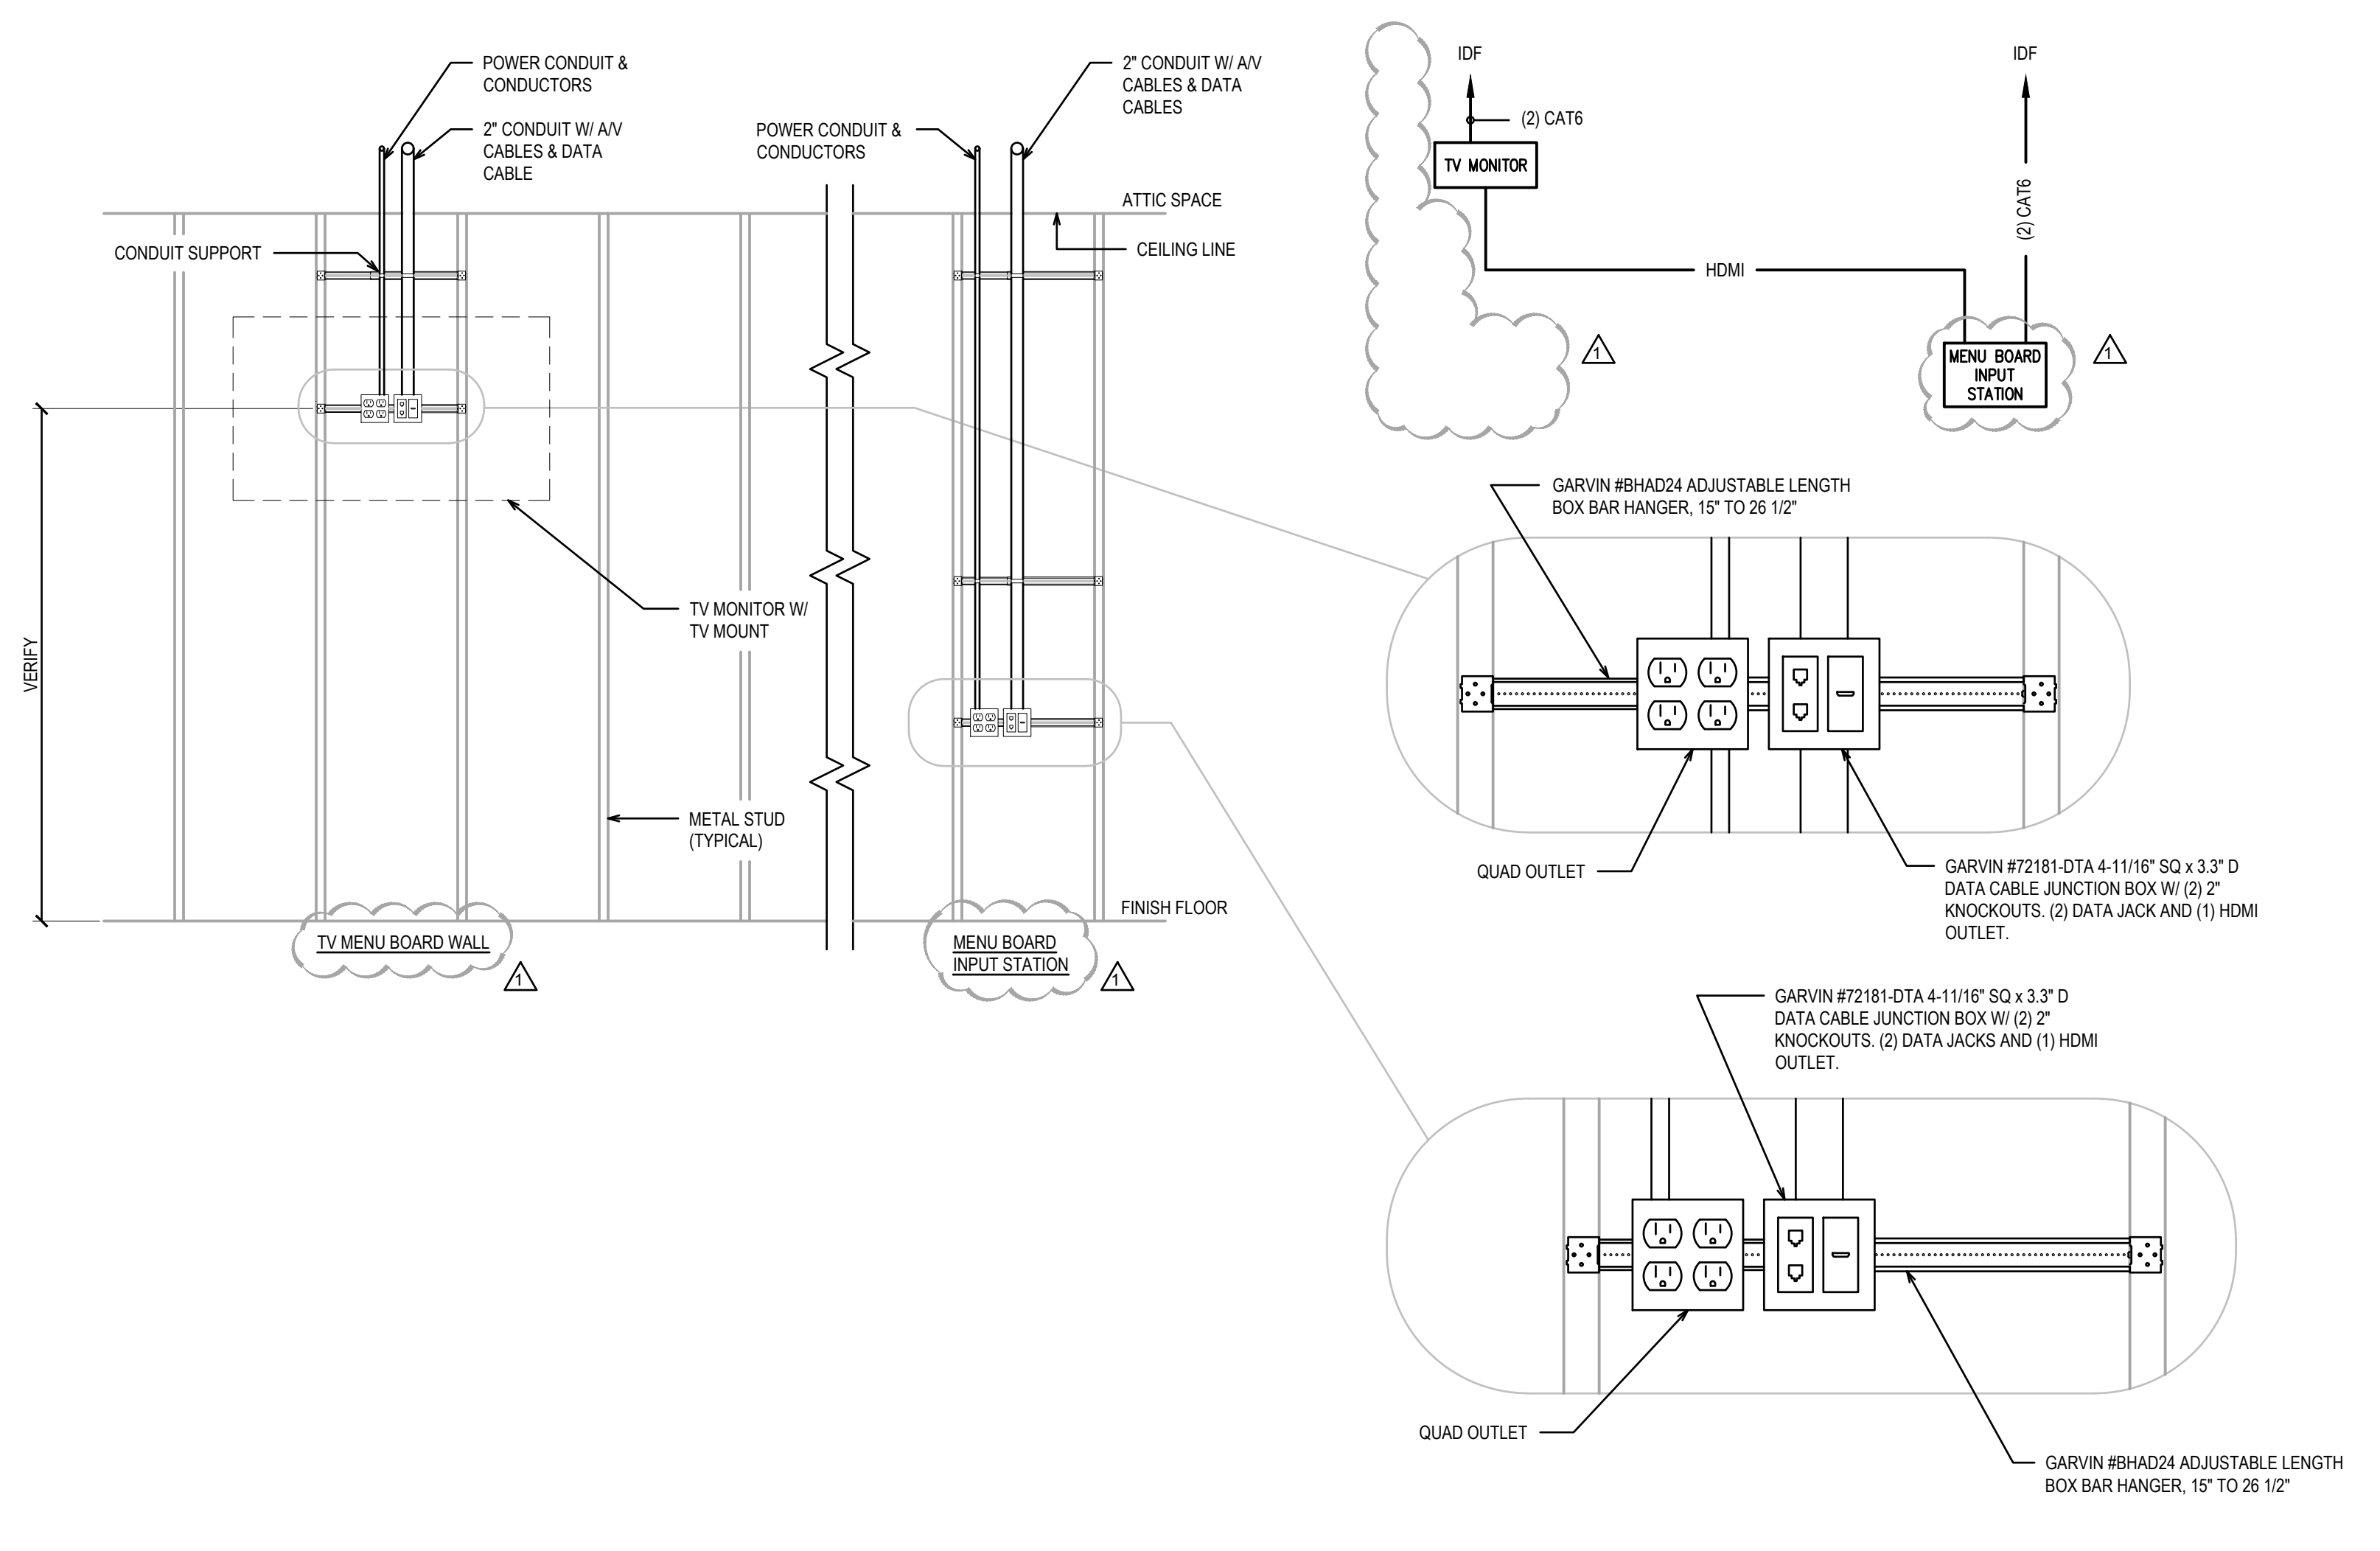 POWER CONDUIT &
CONDUCTORS
2" CONDUIT W/ A/V
CABLES & DATA
CABLE
POWER CONDUIT &
CONDUCTORS
2" CONDUIT W/ A/V
CABLES & DATA
CABLES
ATTIC SPACE
CEILING LINE
CONDUIT SUPPORT
VERIFY
TV MONITOR W/
TV MOUNT
METAL STUD
(TYPICAL)
FINISH FLOOR
TV MENU BOARD WALL
1
MENU BOARD
INPUT STATION
1
IDF
(2) CAT6
TV MONITOR
HDMI
IDF
(2) CAT6
MENU BOARD
INPUT
STATION
1
1
GARVIN #BHAD24 ADJUSTABLE LENGTH
BOX BAR HANGER, 15" TO 26 1/2"
QUAD OUTLET
GARVIN #72181-DTA 4-11/16" SQ x 3.3" D
DATA CABLE JUNCTION BOX W/ (2) 2"
KNOCKOUTS. (2) DATA JACK AND (1) HDMI
OUTLET.
GARVIN #72181-DTA 4-11/16" SQ x 3.3" D
DATA CABLE JUNCTION BOX W/ (2) 2"
KNOCKOUTS. (2) DATA JACKS AND (1) HDMI
OUTLET.
QUAD OUTLET
GARVIN #BHAD24 ADJUSTABLE LENGTH
BOX BAR HANGER, 15" TO 26 1/2"